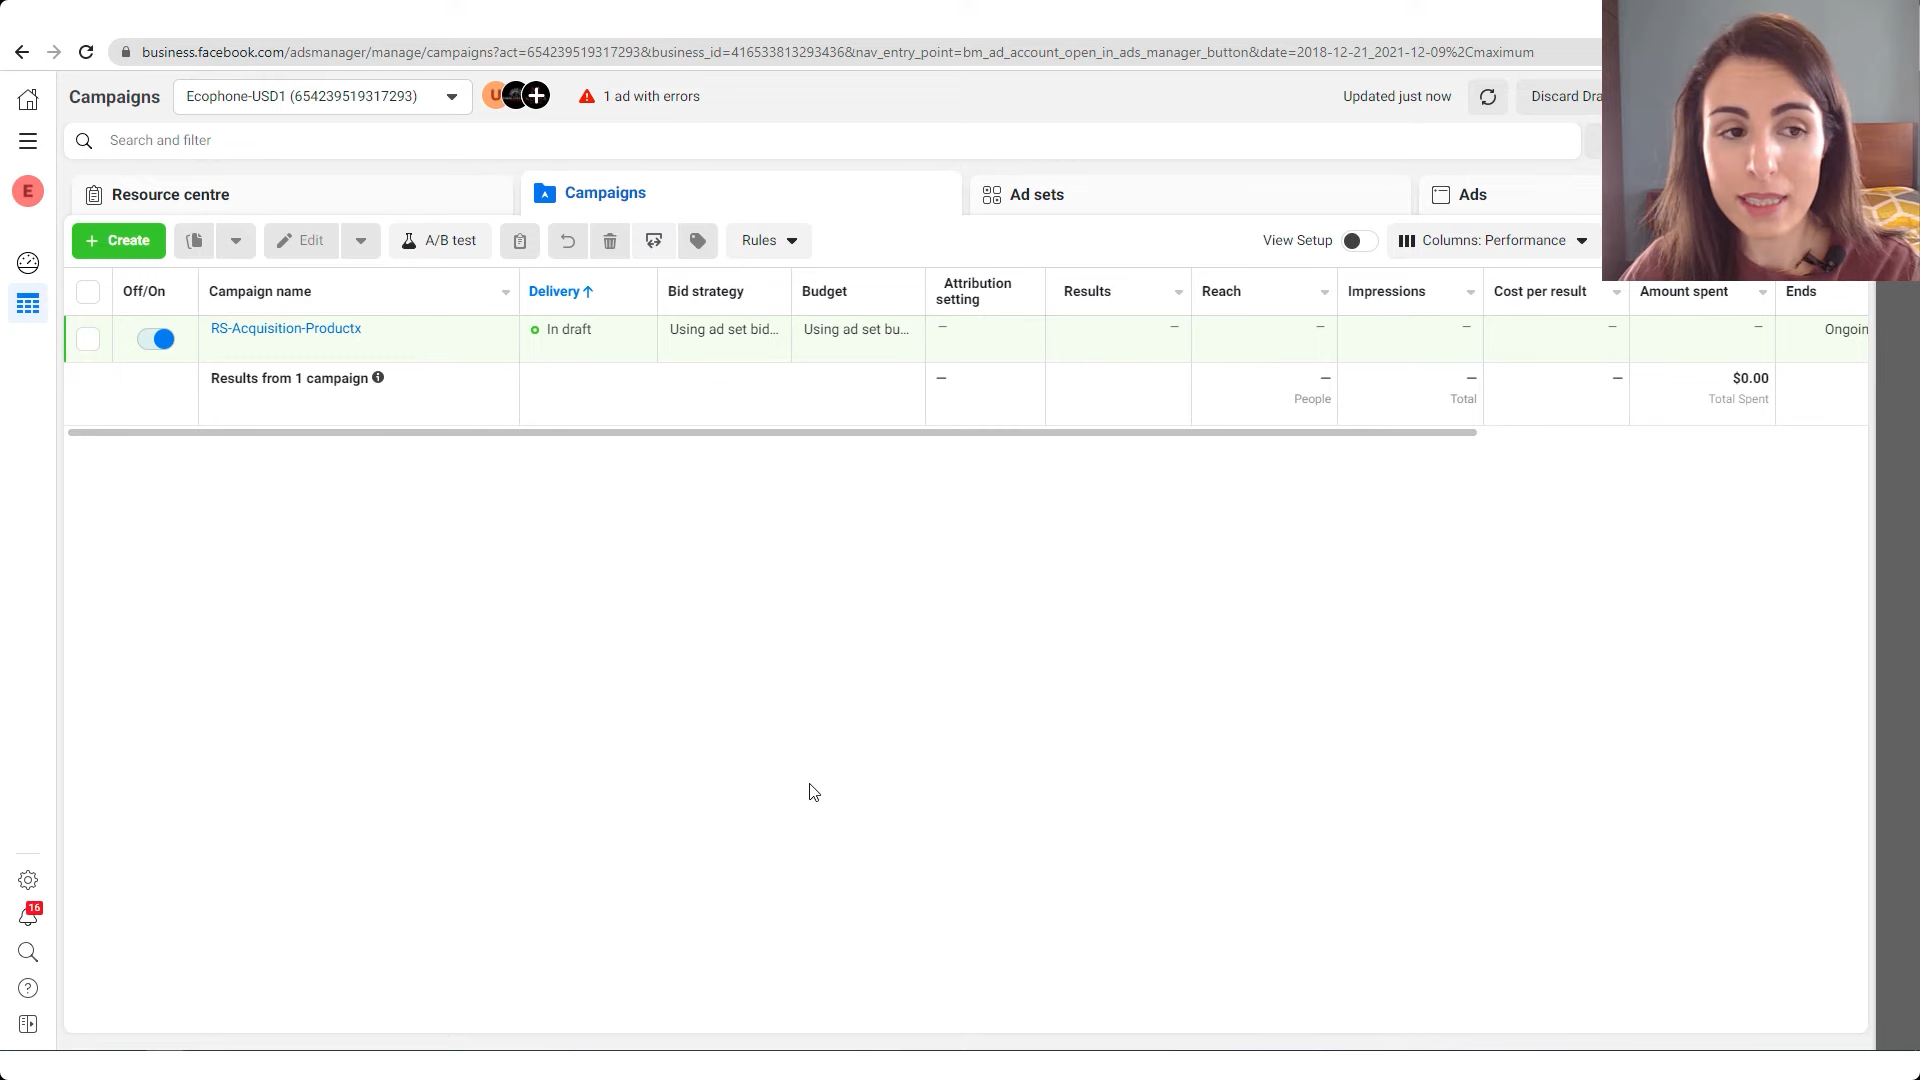 business.facebook.com/adsmanager/manage/campaigns?act=654239519317293&business_id=416533813293436&nav_entry_point=bm_ad_account_open_in_ads_manager_button&date=2018-12-21_2021-12-09%2Cmaximum
Campaigns
Ecophone-USD1 (654239519317293)
U
1 ad with errors
Updated just now
Discard Dra
Search and filter
E
Resource centre
Campaigns
Ad sets
Ads
+ Create
Edit
A/B test
Rules
View Setup
Columns: Performance
Off/On
Campaign name
Delivery↑
Bid strategy
Budget
Attribution
setting
Results
Reach
Impressions
Cost per result
Amount spent
Ends
RS-Acquisition-Productx
In draft
Using ad set bid...
Using ad set bu...
—
—
—
—
—
—
Ongoin
Results from 1 campaign
—
—
People
—
Total
—
$0.00
Total Spent
16